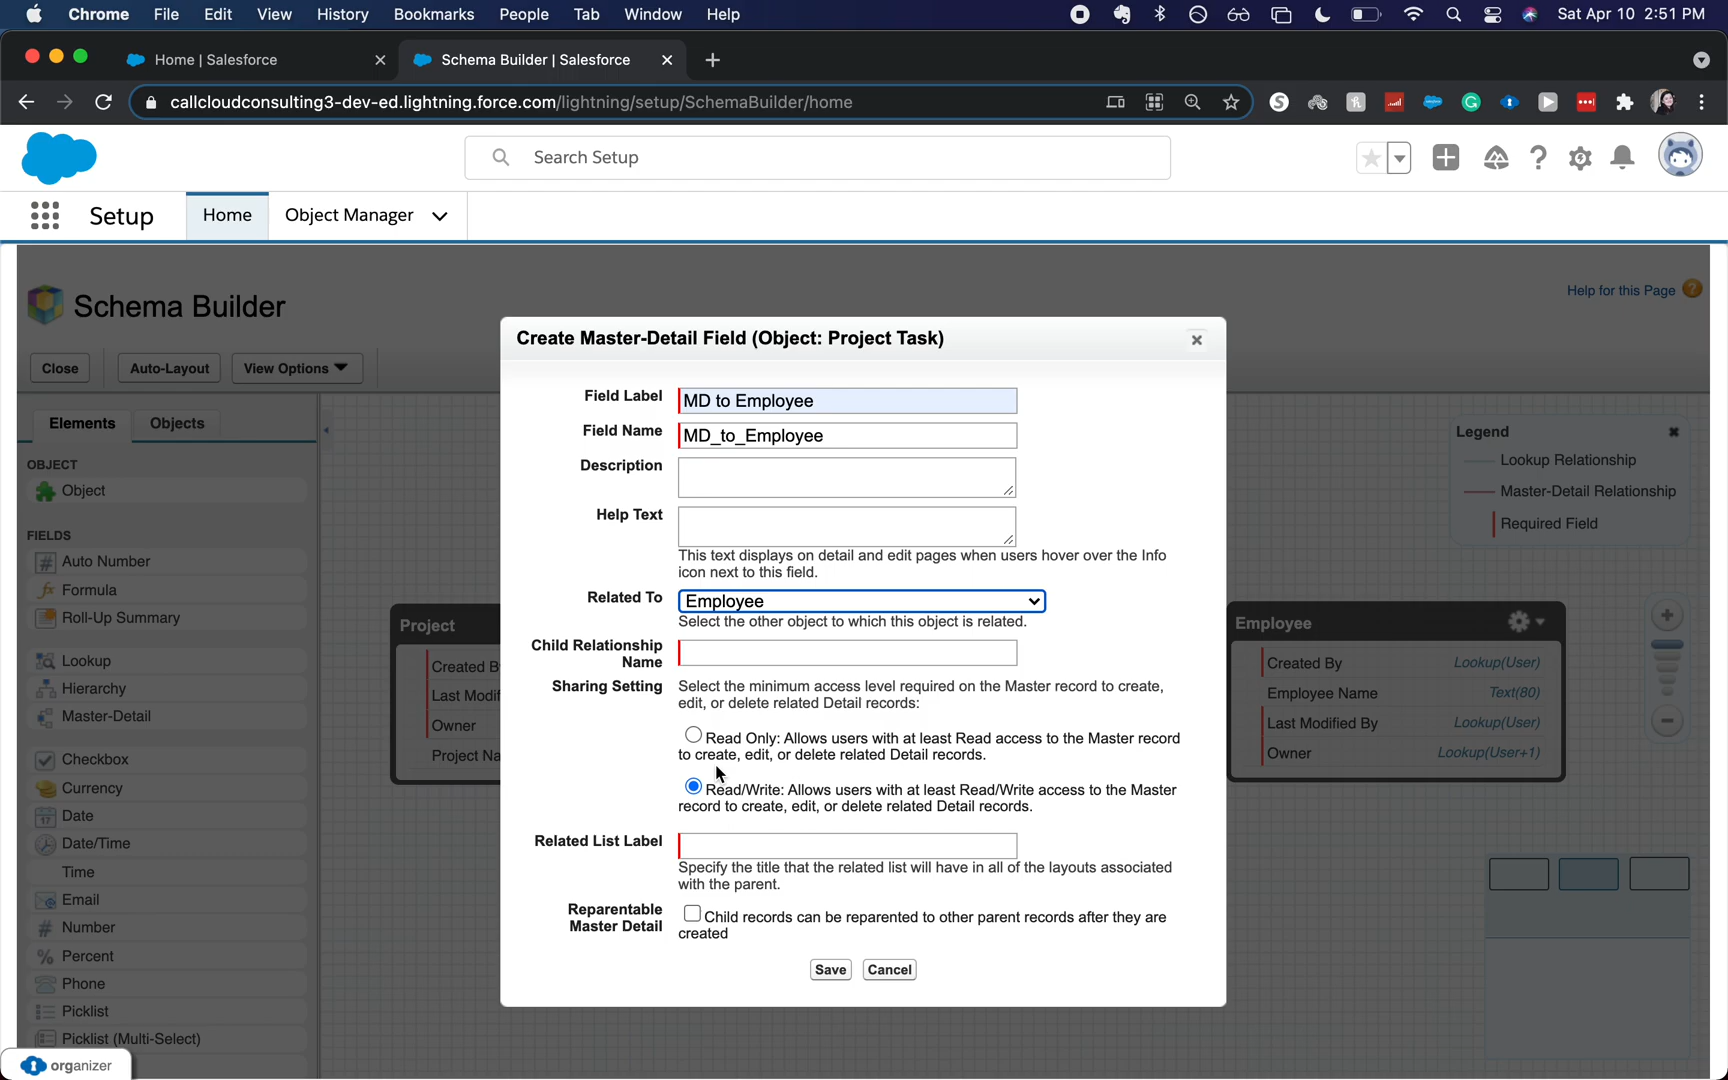 Chrome File Edit View History Bookmarks People Tab Window Help Sat Apr 10 2:51 PM
Home | Salesforce Schema Builder | Salesforce
callcloudconsulting3-dev-ed.lightning.force.com/lightning/setup/SchemaBuilder/home
Search Setup
Setup Home Object Manager
Schema Builder
Help for this Page
Close Auto-Layout View Options
Elements Objects
OBJECT
Object
FIELDS
Auto Number
Formula
Roll-Up Summary
Lookup
Hierarchy
Master-Detail
Checkbox
Currency
Date
Date/Time
Time
Email
Number
Percent
Phone
Picklist
Picklist (Multi-Select)
organizer
Project
Created B
Last Modif
Owner
Project Na
Create Master-Detail Field (Object: Project Task)
Field Label MD to Employee
Field Name MD_to_Employee
Description
Help Text
This text displays on detail and edit pages when users hover over the Info
icon next to this field.
Related To Employee
Select the other object to which this object is related.
Child Relationship
Name
Sharing Setting Select the minimum access level required on the Master record to create,
edit, or delete related Detail records:
Read Only: Allows users with at least Read access to the Master record
to create, edit, or delete related Detail records.
Read/Write: Allows users with at least Read/Write access to the Master
record to create, edit, or delete related Detail records.
Related List Label
Specify the title that the related list will have in all of the layouts associated
with the parent.
Reparentable
Master Detail
Child records can be reparented to other parent records after they are
created
Save Cancel
Legend
Lookup Relationship
Master-Detail Relationship
Required Field
Employee
Created By Lookup(User)
Employee Name Text(80)
Last Modified By Lookup(User)
Owner Lookup(User+1)